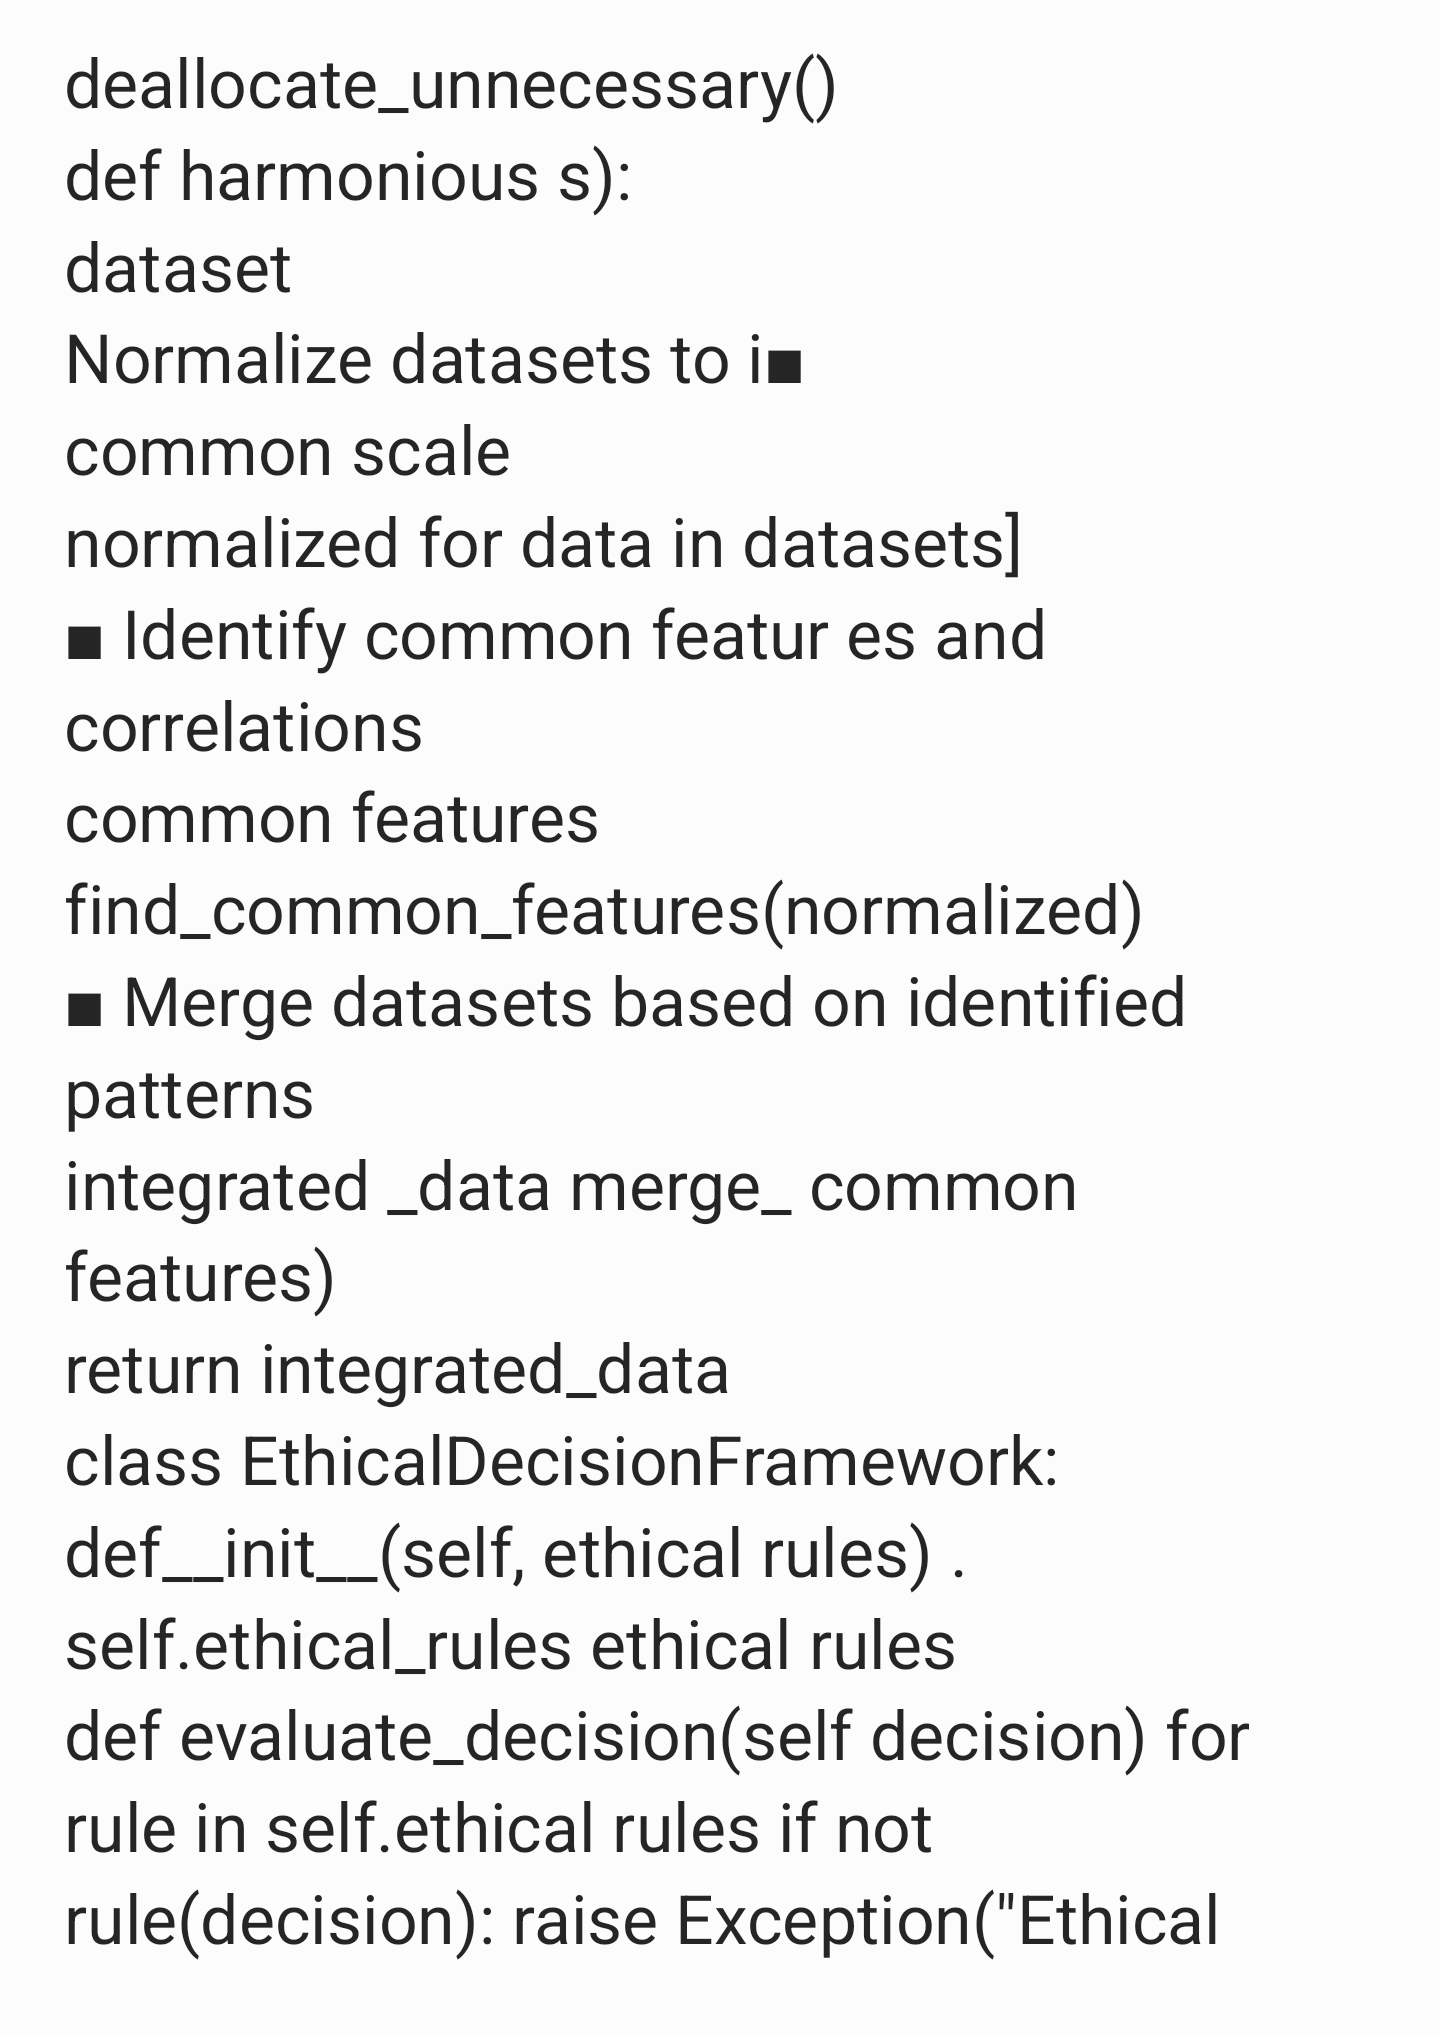 deallocate_unnecessary()
def harmonious s):
dataset
Normalize datasets to i■
common scale
normalized for data in datasets]
■ Identify common featur es and
correlations
common features
find_common_features(normalized)
■ Merge datasets based on identified
patterns
integrated _data merge_ common
features)
return integrated_data
class EthicalDecisionFramework:
def__init__(self, ethical rules) .
self.ethical_rules ethical rules
def evaluate_decision(self decision) for
rule in self.ethical rules if not
rule(decision): raise Exception("Ethical